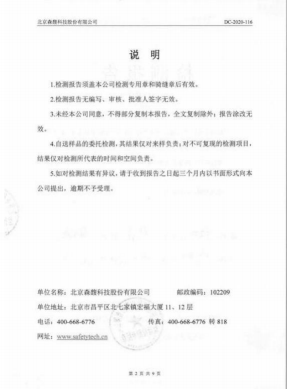 北京森馥科技股份有限公司 DC-2020-116
说 明
1.检测报告须盖本公司检测专用章和骑缝章后有效。
2.检测报告无编写、审核、批准人签字无效。
3.未经本公司同意，不得部分复制本报告，全文复制除外；报告涂改无
效。
4.自送样品的委托检测，其结果仅对来样负责；对不可复现的检测项目，
结果仅对检测所代表的时间和空间负责。
5.如对检测结果有异议，请于收到报告之日起三个月内以书面形式向本
公司提出，逾期不予受理。
单位名称：北京森馥科技股份有限公司 邮政编码：102209
单位地址：北京市昌平区北七家镇宏福大厦 11、12 层
电话：400-668-6776 传真：400-668-6776 转 818
网址：www.safetytech.cn
第 2 页 共 9 页